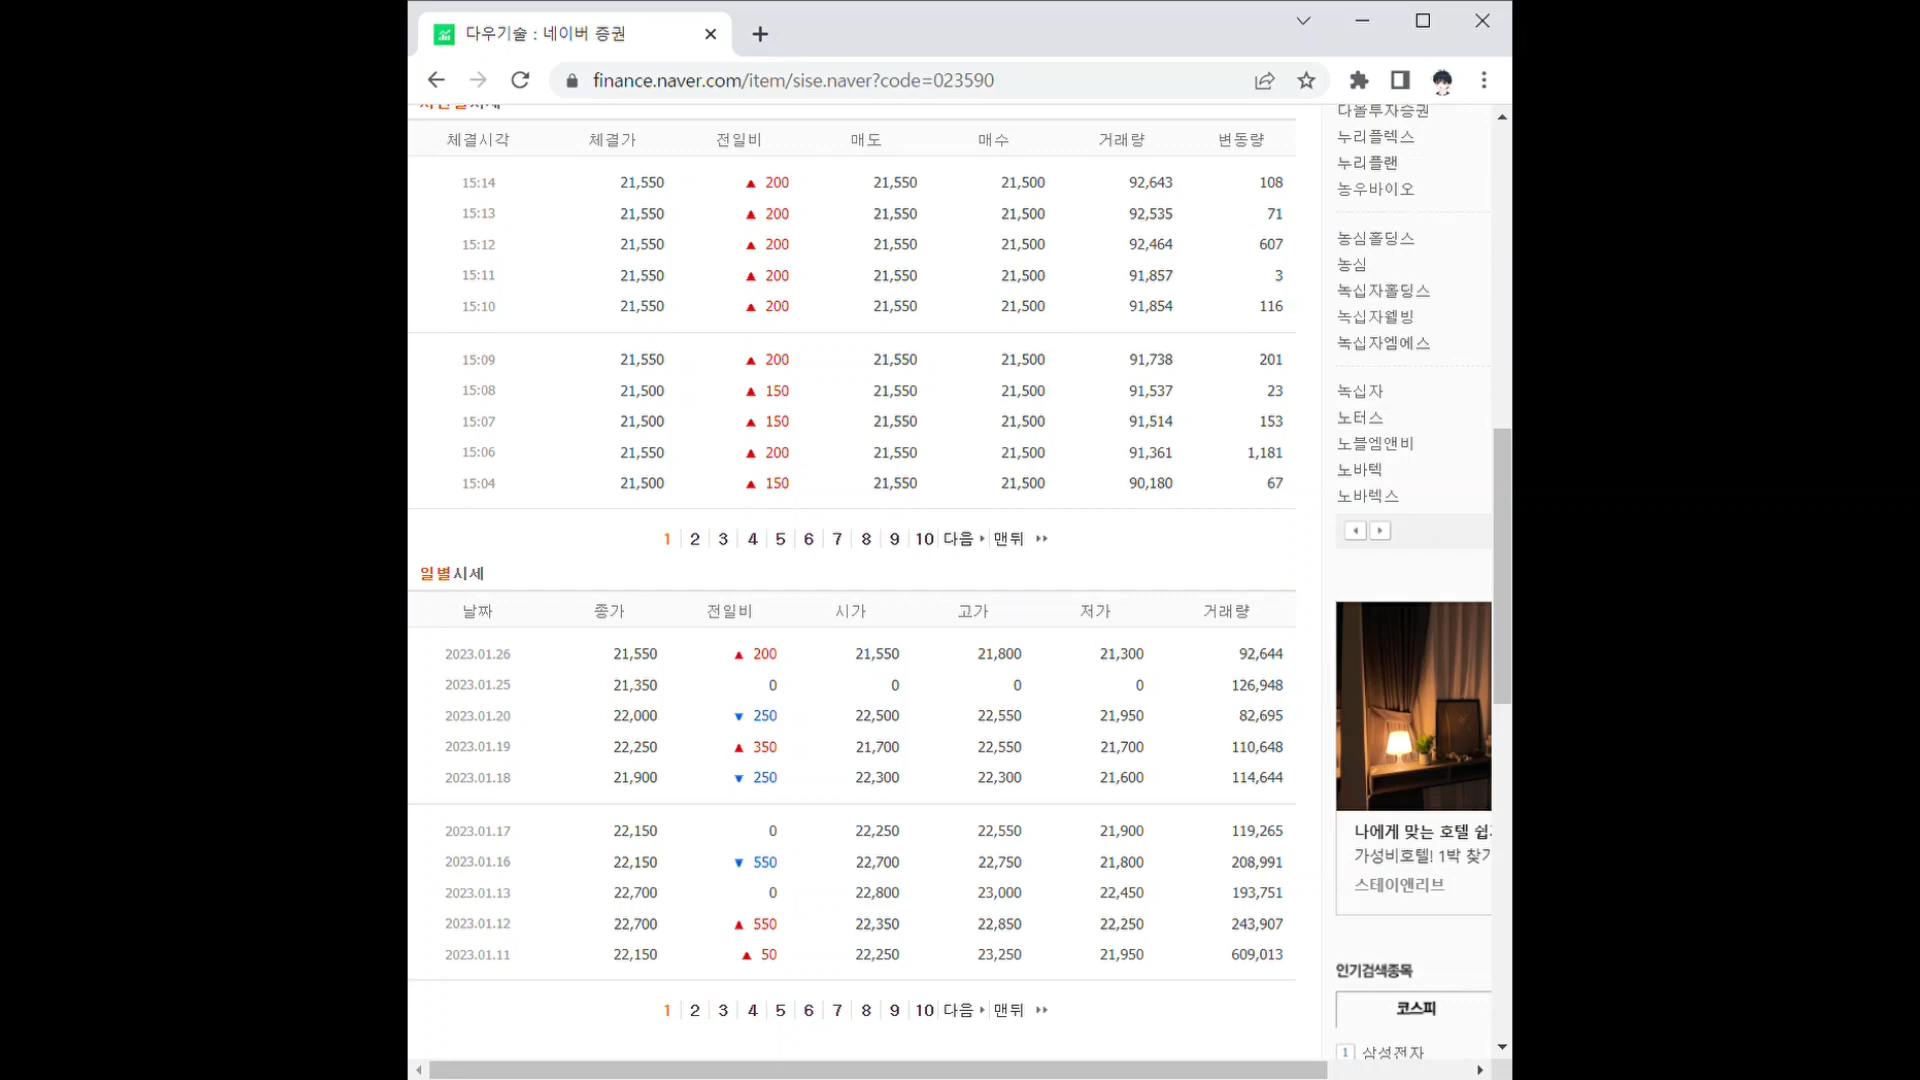 다우기술 : 네이버 증권
finance.naver.com/item/sise.naver?code=023590
체결시각 체결가 전일비 매도 매수 거래량 변동량
15:14 21,550 ▲ 200 21,550 21,500 92,643 108
15:13 21,550 ▲ 200 21,550 21,500 92,535 71
15:12 21,550 ▲ 200 21,550 21,500 92,464 607
15:11 21,550 ▲ 200 21,550 21,500 91,857 3
15:10 21,550 ▲ 200 21,550 21,500 91,854 116
15:09 21,550 ▲ 200 21,550 21,500 91,738 201
15:08 21,500 ▲ 150 21,550 21,500 91,537 23
15:07 21,500 ▲ 150 21,550 21,500 91,514 153
15:06 21,550 ▲ 200 21,550 21,500 91,361 1,181
15:04 21,500 ▲ 150 21,550 21,500 90,180 67
1 2 3 4 5 6 7 8 9 10 다음 맨뒤
일별시세
날짜 종가 전일비 시가 고가 저가 거래량
2023.01.26 21,550 ▲ 200 21,550 21,800 21,300 92,644
2023.01.25 21,350 0 0 0 0 126,948
2023.01.20 22,000 ▼ 250 22,500 22,550 21,950 82,695
2023.01.19 22,250 ▲ 350 21,700 22,550 21,700 110,648
2023.01.18 21,900 ▼ 250 22,300 22,300 21,600 114,644
2023.01.17 22,150 0 22,250 22,550 21,900 119,265
2023.01.16 22,150 ▼ 550 22,700 22,750 21,800 208,991
2023.01.13 22,700 0 22,800 23,000 22,450 193,751
2023.01.12 22,700 ▲ 550 22,350 22,850 22,250 243,907
2023.01.11 22,150 ▲ 50 22,250 23,250 21,950 609,013
1 2 3 4 5 6 7 8 9 10 다음 맨뒤
다올투자증권
누리플렉스
누리플랜
농우바이오
농심홀딩스
농심
녹십자홀딩스
녹십자웰빙
녹십자엠에스
녹십자
노터스
노블엠앤비
노바텍
노바렉스
나에게 맞는 호텔
가성비호텔! 1박 찾기
스테이엔리브
인기검색종목
코스피
1 삼성전자